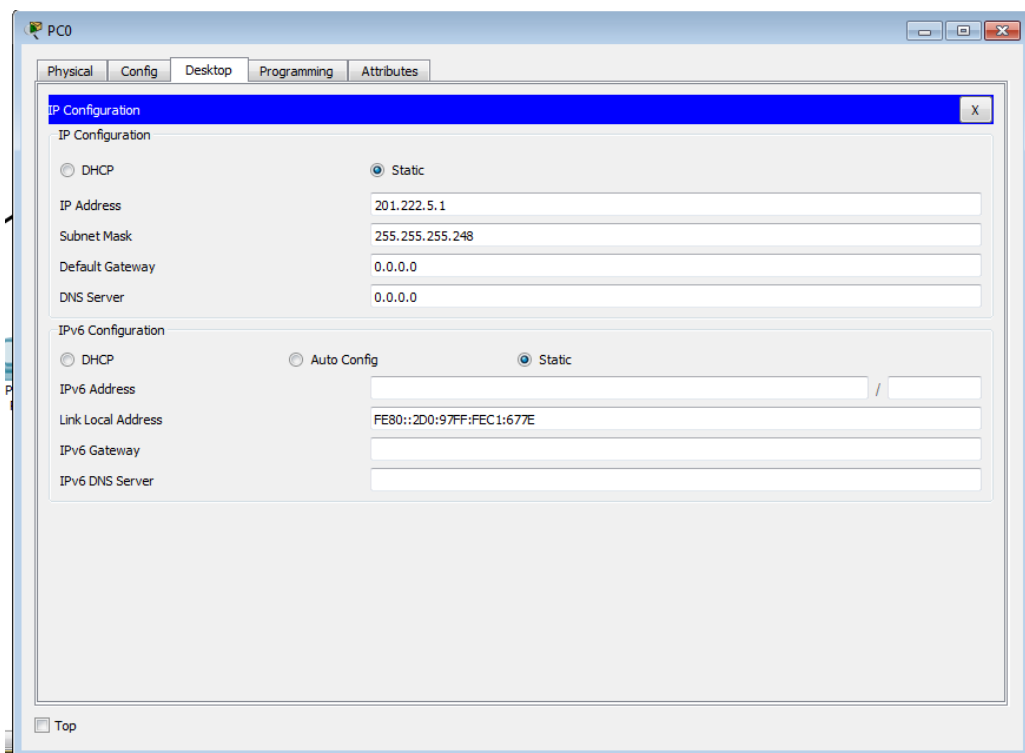 PC0
Physical Config Desktop Programming Attributes
IP Configuration X
IP Configuration
DHCP Static
IP Address 201.222.5.1
Subnet Mask 255.255.255.248
Default Gateway 0.0.0.0
DNS Server 0.0.0.0
IPv6 Configuration
DHCP Auto Config Static
IPv6 Address /
Link Local Address FE80::2D0:97FF:FEC1:677E
IPv6 Gateway
IPv6 DNS Server
Top